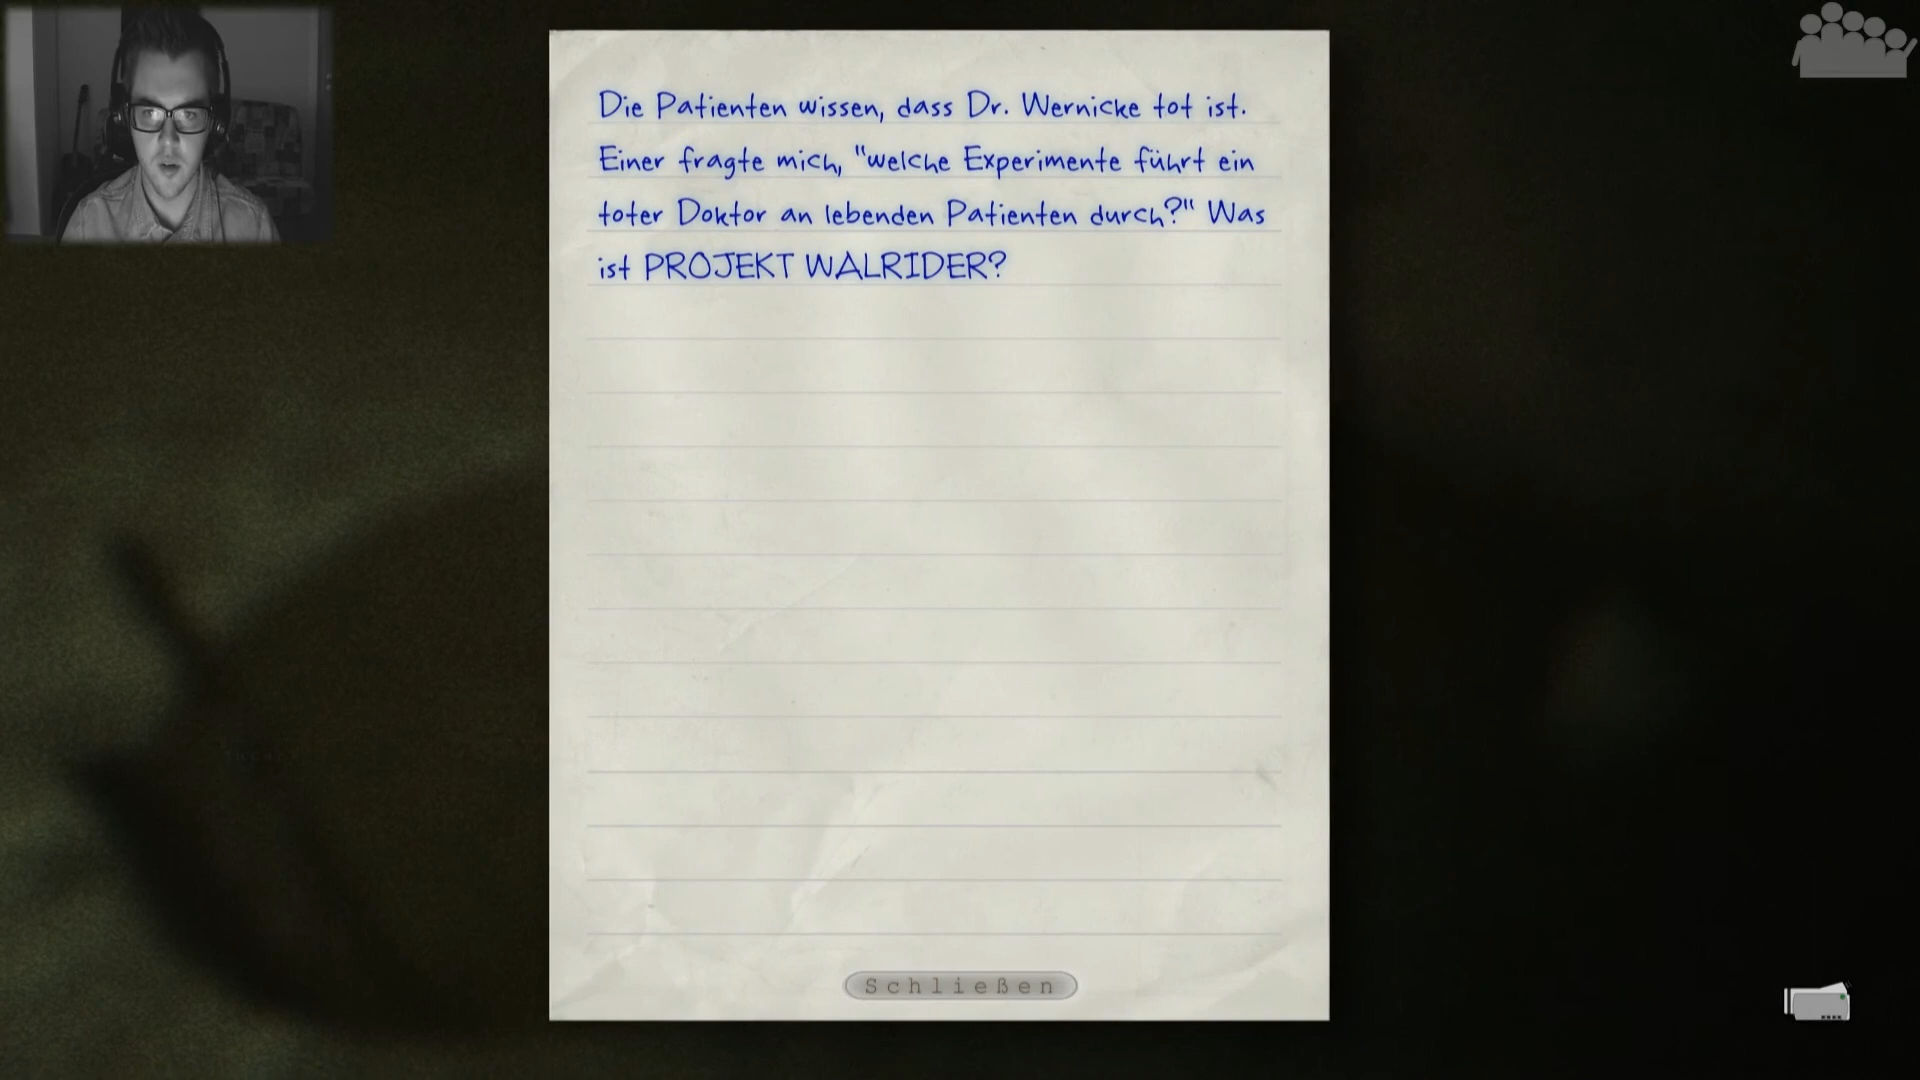 Die Patienten wissen, dass Dr. Wernicke tot ist.
Einer fragte mich, "welche Experimente führt ein
toter Doktor an lebenden Patienten durch?" Was
ist PROJEKT WALRIDER?
Schließen